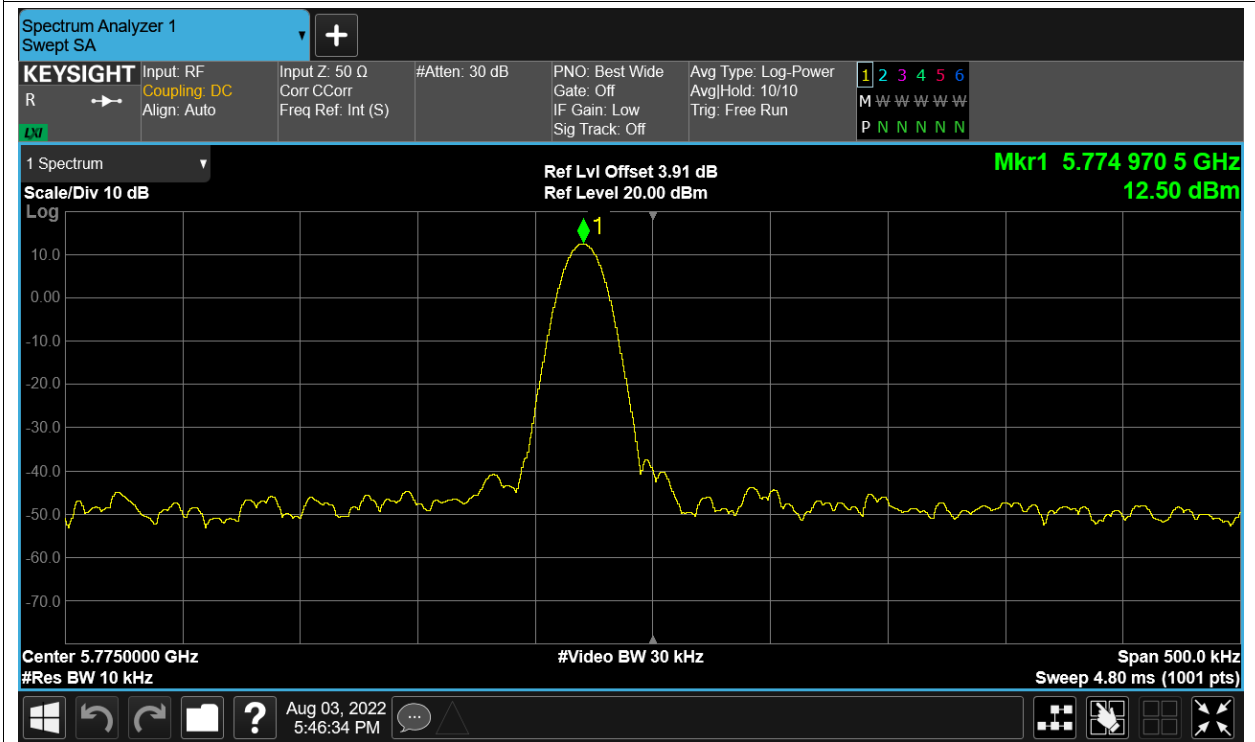 Spectrum Analyzer 1
Swept SA
KEYSIGHT
R
LXI
Input: RF
Coupling: DC
Align: Auto
Input Z: 50 Ω
Corr CCorr
Freq Ref: Int (S)
#Atten: 30 dB
PNO: Best Wide
Gate: Off
IF Gain: Low
Sig Track: Off
Avg Type: Log-Power
Avg|Hold: 10/10
Trig: Free Run
1 2 3 4 5 6
M W W W W W
P N N N N N
1 Spectrum
Scale/Div 10 dB
Ref Lvl Offset 3.91 dB
Ref Level 20.00 dBm
Mkr1 5.774 970 5 GHz
12.50 dBm
Log
1
10.0
0.00
-10.0
-20.0
-30.0
-40.0
-50.0
-60.0
-70.0
Center 5.7750000 GHz
#Res BW 10 kHz
#Video BW 30 kHz
Span 500.0 kHz
Sweep 4.80 ms (1001 pts)
?
Aug 03, 2022
5:46:34 PM